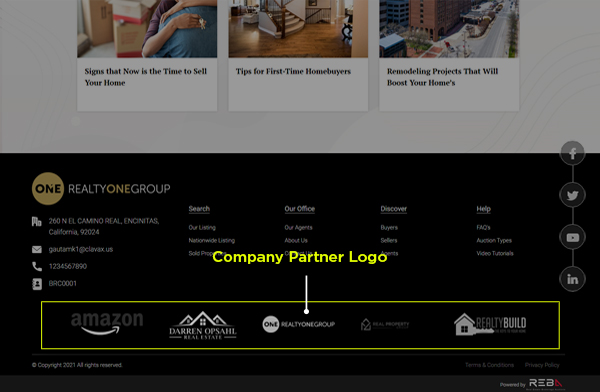 Signs that Now is the Time to Sell
Your Home
Tips for First-Time Homebuyers
Remodeling Projects That Will
Boost Your Home's
ONE REALTYONEGROUP
260 N EL CAMINO REAL, ENCINITAS,
California, 92024
gautamk1@clavax.us
1234567890
BRC0001
Search
Our Listing
Nationwide Listing
Sold
Our Office
Our Agents
About Us
Discover
Buyers
Sellers
Agents
Help
FAQ's
Auction Types
Video Tutorials
Company Partner Logo
amazon
DARREN OPSAHL
REAL ESTATE
ONE REALTYONEGROUP
REAL PROPERTY
REALTYBUILD
© Copyright 2021 All rights reserved.
Terms & Conditions
Privacy Policy
Powered by REBA